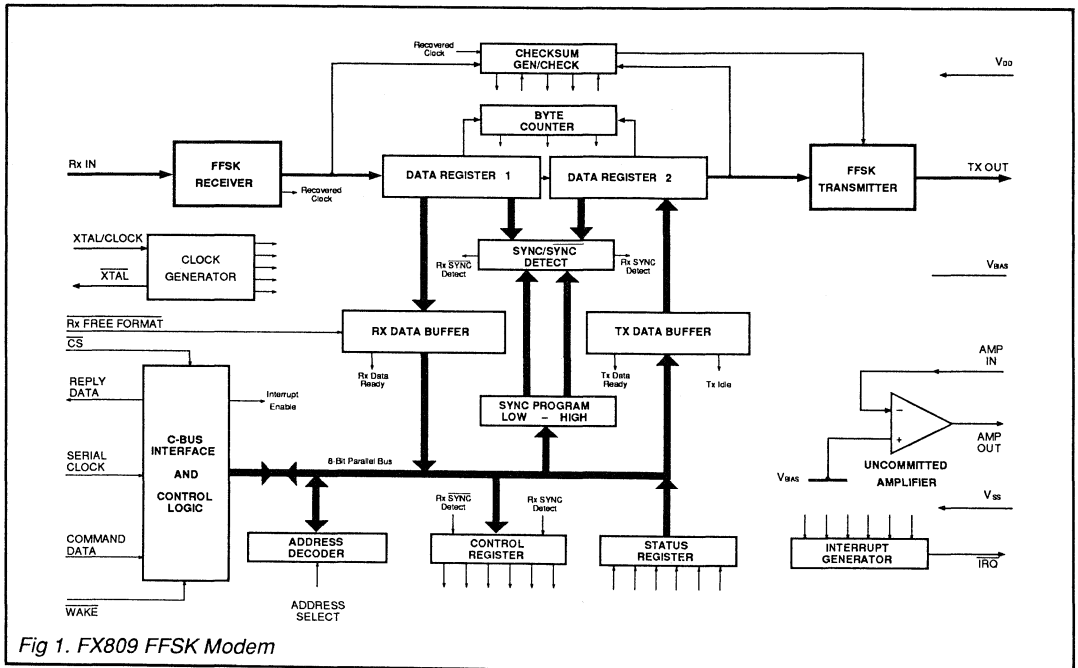 Recovered
Clock
CHECKSUM
GEN/CHECK
VDD
BYTE
COUNTER
Rx IN
FFSK
RECEIVER
Recovered
Clock
DATA REGISTER 1
DATA REGISTER 2
FFSK
TRANSMITTER
TX OUT
XTAL/CLOCK
XTAL
CLOCK
GENERATOR
Rx SYNC
Detect
SYNC/SYNC
DETECT
Rx SYNC
Detect
VBIAS
Rx FREE FORMAT
RX DATA BUFFER
Rx Data
Ready
TX DATA BUFFER
Tx Data
Ready
Tx Idle
CS
REPLY
DATA
Interrupt
Enable
SYNC PROGRAM
LOW – HIGH
AMP
IN
–
+
AMP
OUT
VBIAS
UNCOMMITTED
AMPLIFIER
C-BUS
INTERFACE
AND
CONTROL
LOGIC
SERIAL
CLOCK
8-Bit Parallel Bus
VSS
COMMAND
DATA
ADDRESS
DECODER
ADDRESS
SELECT
Rx SYNC
Detect
Rx SYNC
Detect
CONTROL
REGISTER
STATUS
REGISTER
INTERRUPT
GENERATOR
IRQ
WAKE
Fig 1. FX809 FFSK Modem